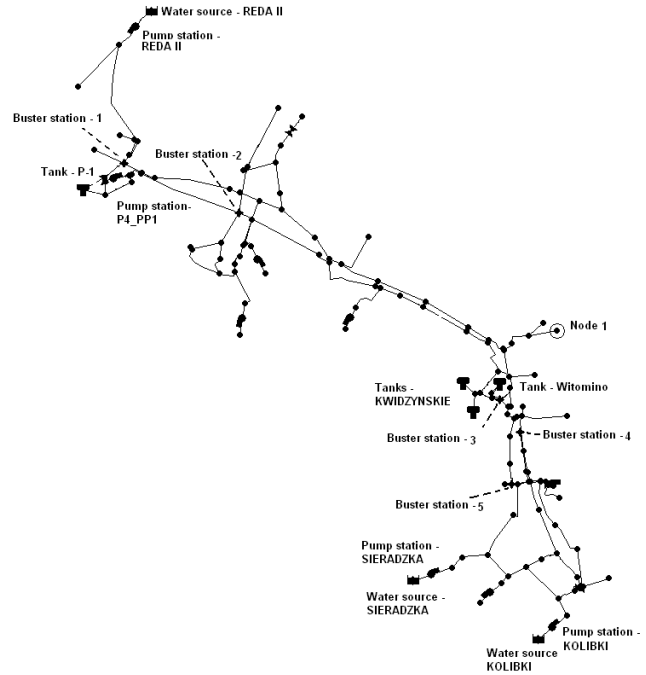 Water source - REDA II
Pump station -
REDA II
Buster station - 1
Buster station -2
Tank - P-1
Pump station-
P4_PP1
Node 1
Tanks -
KWIDZYNSKIE
Tank - Witomino
Buster station - 3
Buster station - 4
Buster station - 5
Pump station -
SIERADZKA
Water source -
SIERADZKA
Pump station -
KOLIBKI
Water source
KOLIBKI